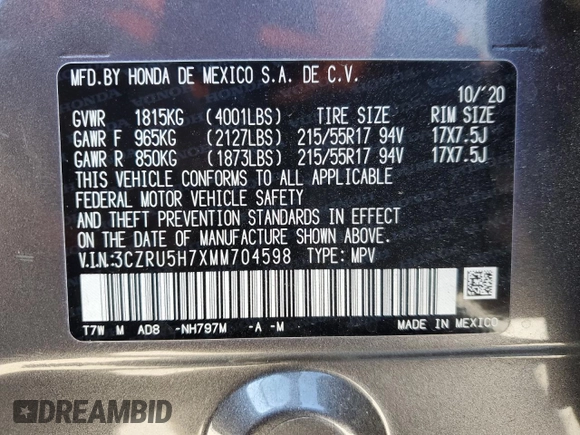 MFD.BY HONDA DE MEXICO S.A. DE C.V.
10/'20
GVWR 1815KG (4001LBS) TIRE SIZE RIM SIZE
GAWR F 965KG (2127LBS) 215/55R17 94V 17X7.5J
GAWR R 850KG (1873LBS) 215/55R17 94V 17X7.5J
THIS VEHICLE CONFORMS TO ALL APPLICABLE
FEDERAL MOTOR VEHICLE SAFETY
AND THEFT PREVENTION STANDARDS IN EFFECT
ON THE DATE OF MANUFACTURE SHOWN ABOVE.
V.IN.:3CZRU5H7XMM704598 TYPE: MPV
T7W M AD8 -NH797M -A -M
MADE IN MEXICO
DREAMBID